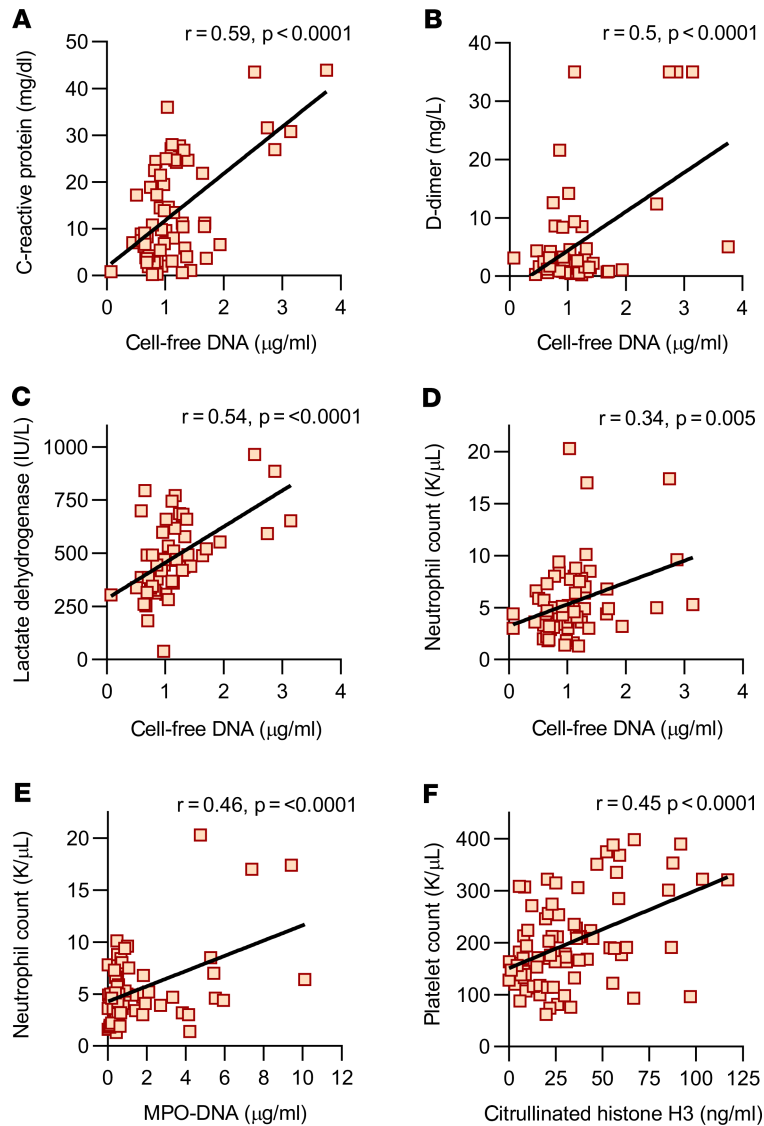 A
r = 0.59, p < 0.0001
C-reactive protein (mg/dl)
50
40
30
20
10
0
0 1 2 3 4
Cell-free DNA (μg/ml)
B
r = 0.5, p < 0.0001
D-dimer (mg/L)
40
30
20
10
0
0 1 2 3 4
Cell-free DNA (μg/ml)
C
r = 0.54, p = <0.0001
Lactate dehydrogenase (IU/L)
1000
750
500
250
0
0 1 2 3 4
Cell-free DNA (μg/ml)
D
r = 0.34, p = 0.005
Neutrophil count (K/μL)
20
15
10
5
0
0 1 2 3 4
Cell-free DNA (μg/ml)
E
r = 0.46, p = <0.0001
Neutrophil count (K/μL)
20
15
10
5
0
0 2 4 6 8 10 12
MPO-DNA (μg/ml)
F
r = 0.45 p < 0.0001
Platelet count (K/μL)
400
300
200
100
0
0 25 50 75 100 125
Citrullinated histone H3 (ng/ml)